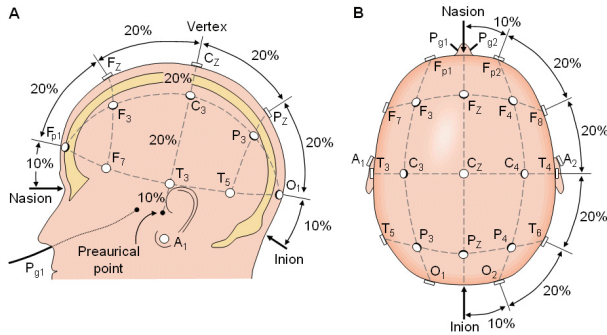 A
20%
Vertex
20%
CZ
20%
FZ
20%
20%
Fp1
F3
C3
PZ
P3
20%
20%
10%
F7
T3
T5
O1
Nasion
10%
10%
Preaurical
point
A1
Inion
Pg1
B
Nasion
10%
Pg1
Pg2
Fp1
Fp2
20%
F7
F3
FZ
F4
F8
20%
A1
T3
C3
CZ
C4
T4
A2
20%
T5
P3
PZ
P4
T6
O1
O2
20%
Inion
10%